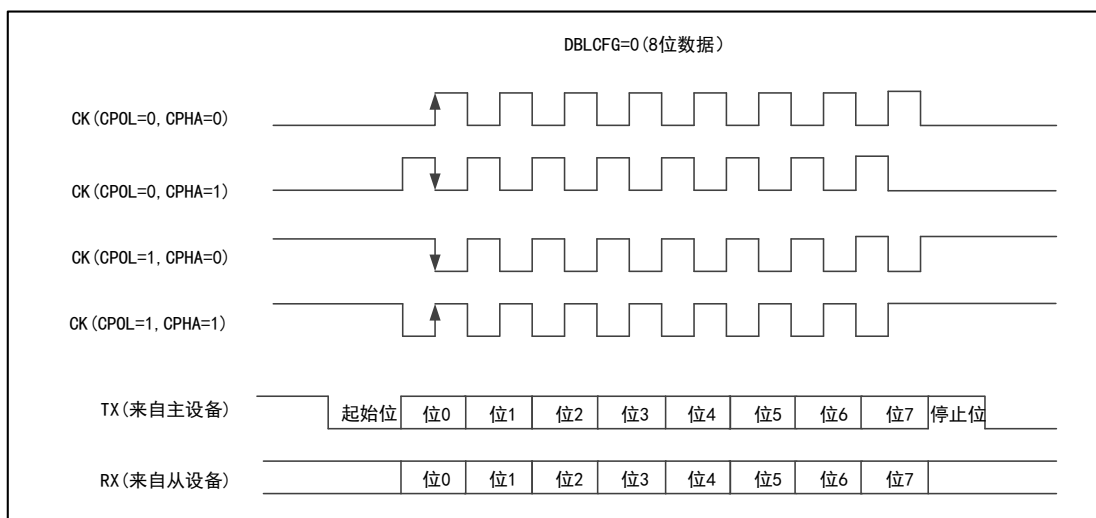 DBLCFG=0(8位数据)
CK(CPOL=0,CPHA=0)
CK(CPOL=0,CPHA=1)
CK(CPOL=1,CPHA=0)
CK(CPOL=1,CPHA=1)
TX(来自主设备) 起始位 位0 位1 位2 位3 位4 位5 位6 位7 停止位
RX(来自从设备) 位0 位1 位2 位3 位4 位5 位6 位7